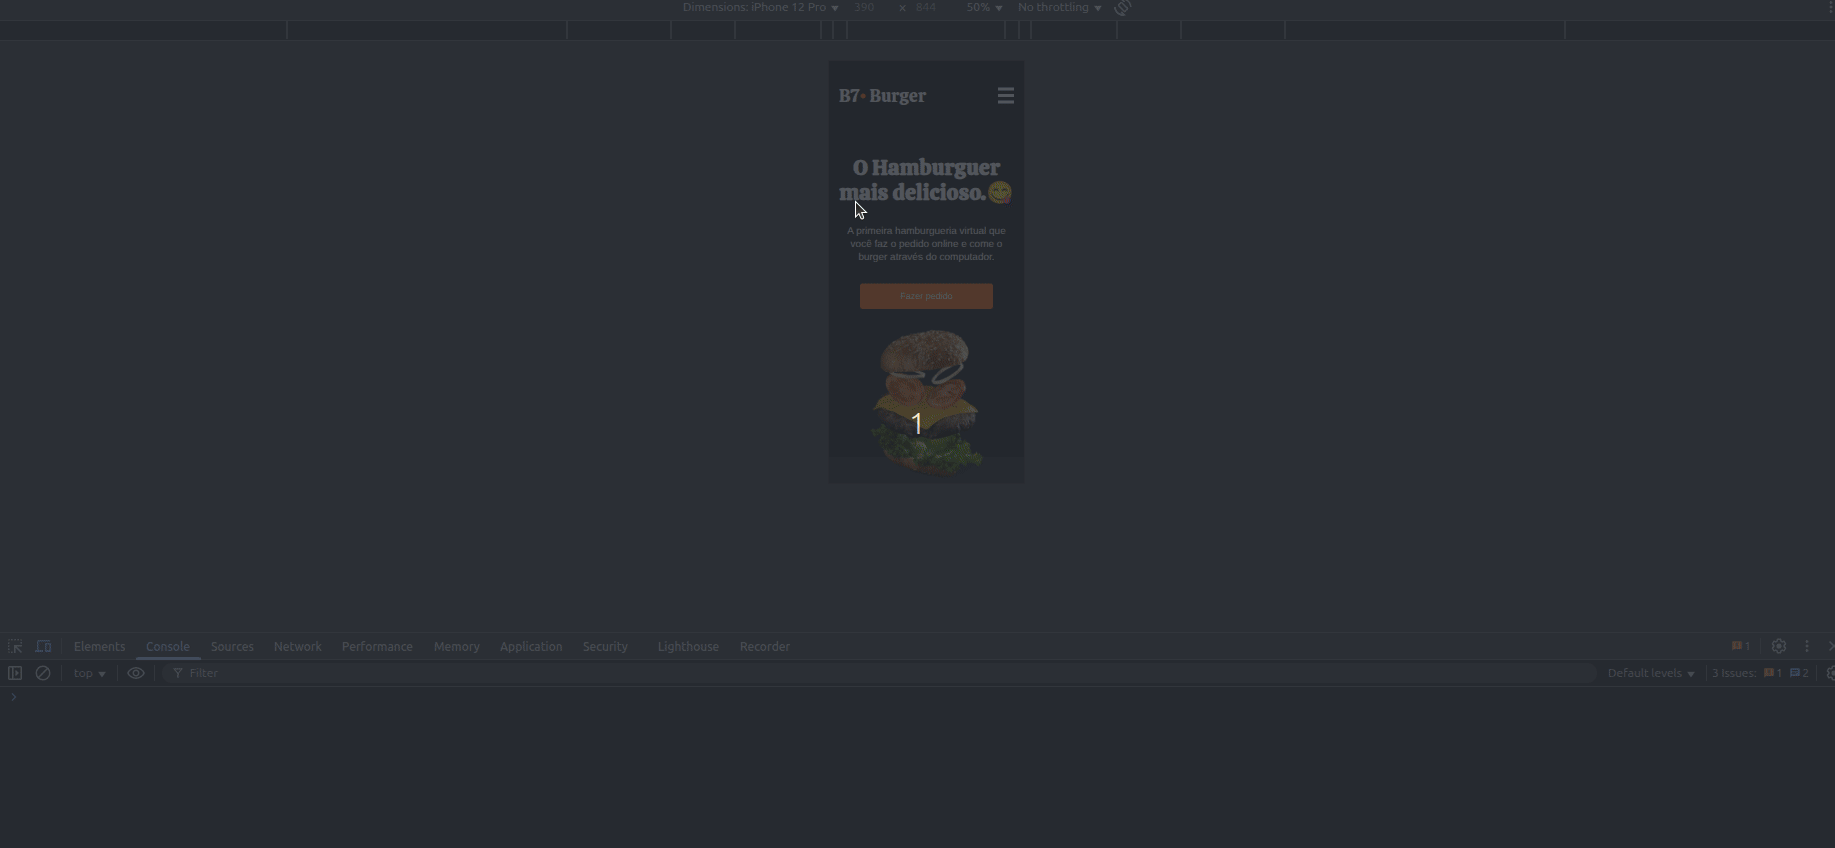 Dimensions: iPhone 12 Pro 390 × 844 50% No throttling
B7 Burger
O Hamburguer
mais delicioso.
A primeira hamburgueria virtual que
você faz o pedido online e come o
burger através do computador.
Fazer pedido
1
Elements Console Sources Network Performance Memory Application Security Lighthouse Recorder 1
top Filter Default levels 3 Issues: 1 2